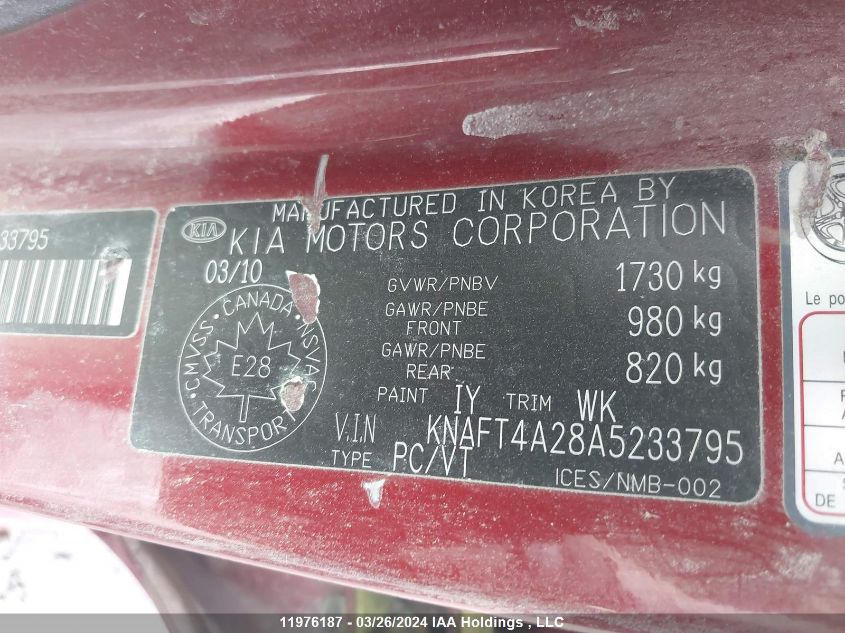 33795
MANUFACTURED IN KOREA BY
KIA
KIA MOTORS CORPORATION
03/10
GVWR/PNBV 1730 kg
GAWR/PNBE FRONT 980 kg
GAWR/PNBE REAR 820 kg
CMVSS · CANADA · NSVAC
E28
TRANSPORT
PAINT IY TRIM WK
V.I.N KNAFT4A28A5233795
TYPE PC/VT
ICES/NMB-002
Le po
DE
11976187 - 03/26/2024 IAA Holdings, LLC